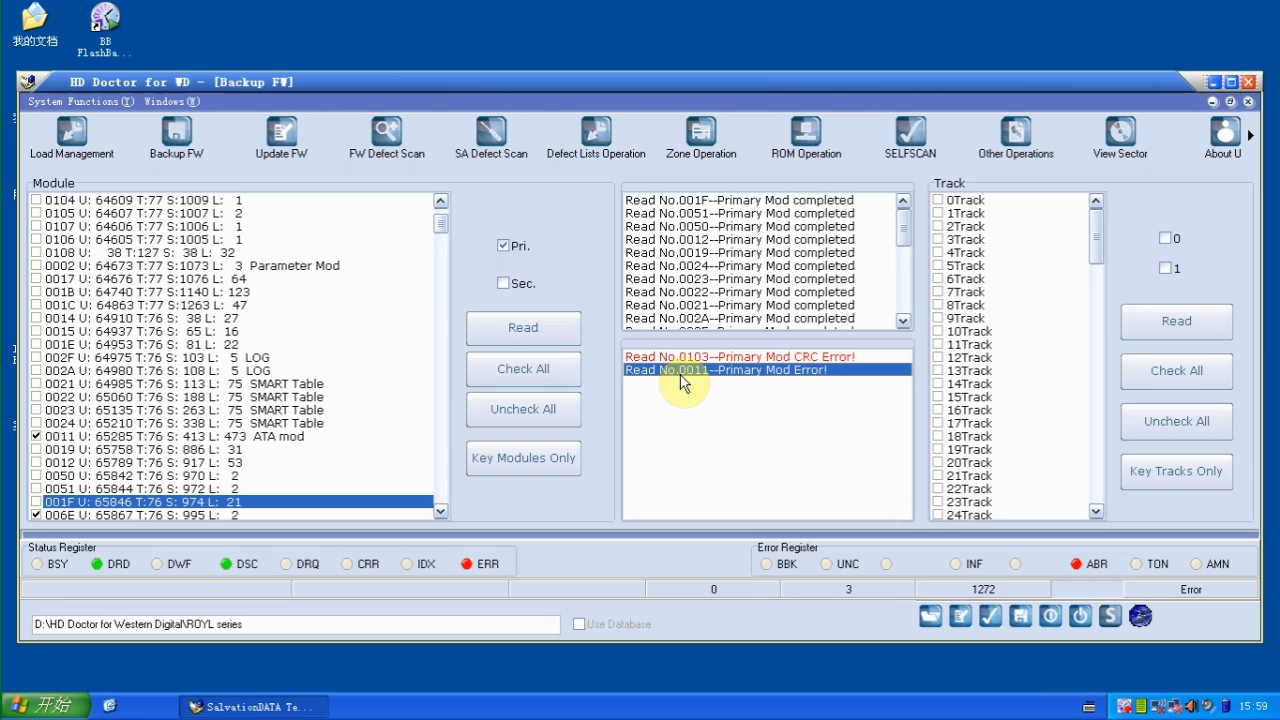 我的文档
BB
FlashBa...
HD Doctor for WD - [Backup FW]
System Functions(Y) Windows(W)
Load Management
Backup FW
Update FW
FW Defect Scan
SA Defect Scan
Defect Lists Operation
Zone Operation
ROM Operation
SELFSCAN
Other Operations
View Sector
About U
Module
0104 U: 64609 T:77 S:1009 L: 1
0105 U: 64607 T:77 S:1007 L: 2
0107 U: 64606 T:77 S:1006 L: 1
0106 U: 64605 T:77 S:1005 L: 1
0108 U: 38 T:127 S: 38 L: 32
0002 U: 64673 T:77 S:1073 L: 3 Parameter Mod
0017 U: 64676 T:77 S:1076 L: 64
001B U: 64740 T:77 S:1140 L: 123
001C U: 64863 T:77 S:1263 L: 47
0014 U: 64910 T:76 S: 38 L: 27
0015 U: 64937 T:76 S: 65 L: 16
001E U: 64953 T:76 S: 81 L: 22
002F U: 64975 T:76 S: 103 L: 5 LOG
002A U: 64980 T:76 S: 108 L: 5 LOG
0021 U: 64985 T:76 S: 113 L: 75 SMART Table
0022 U: 65060 T:76 S: 188 L: 75 SMART Table
0023 U: 65135 T:76 S: 263 L: 75 SMART Table
0024 U: 65210 T:76 S: 338 L: 75 SMART Table
0011 U: 65285 T:76 S: 413 L: 473 ATA mod
0019 U: 65758 T:76 S: 886 L: 31
0012 U: 65789 T:76 S: 917 L: 53
0050 U: 65842 T:76 S: 970 L: 2
0051 U: 65844 T:76 S: 972 L: 2
001F U: 65846 T:76 S: 974 L: 21
006E U: 65867 T:76 S: 995 L: 2
Pri.
Sec.
Read
Check All
Uncheck All
Key Modules Only
Read No.001F--Primary Mod completed
Read No.0051--Primary Mod completed
Read No.0050--Primary Mod completed
Read No.0012--Primary Mod completed
Read No.0019--Primary Mod completed
Read No.0024--Primary Mod completed
Read No.0023--Primary Mod completed
Read No.0022--Primary Mod completed
Read No.0021--Primary Mod completed
Read No.002A--Primary Mod completed
Read No.0103--Primary Mod CRC Error!
Read No.0011--Primary Mod Error!
Track
0Track
1Track
2Track
3Track
4Track
5Track
6Track
7Track
8Track
9Track
10Track
11Track
12Track
13Track
14Track
15Track
16Track
17Track
18Track
19Track
20Track
21Track
22Track
23Track
24Track
0
1
Read
Check All
Uncheck All
Key Tracks Only
Status Register
BSY DRD DWF DSC DRQ CRR IDX ERR
Error Register
BBK UNC INF ABR TON AMN
0 3 1272 Error
D:\HD Doctor for Western Digital\ROYL series
Use Database
开始
SalvationDATA Te...
15:59